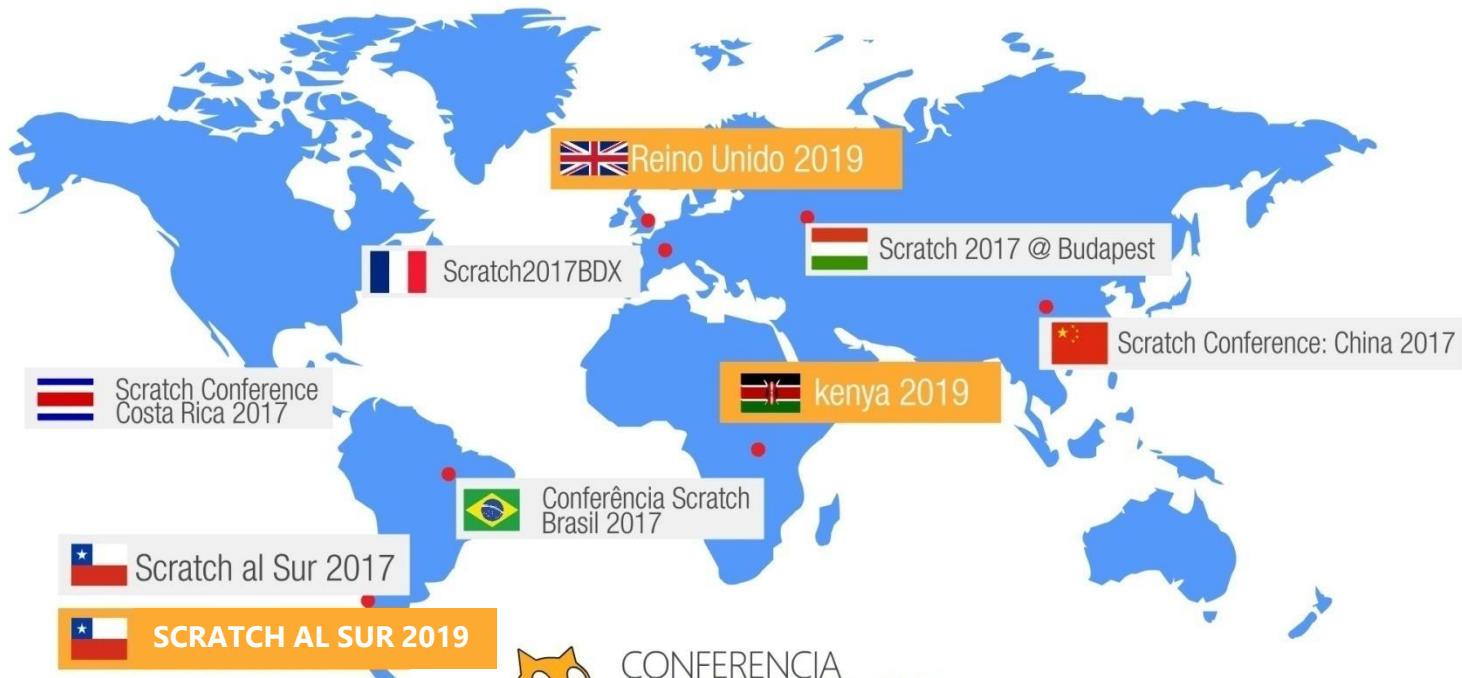 Reino Unido 2019
Scratch 2017 @ Budapest
Scratch2017BDX
Scratch Conference: China 2017
kenya 2019
Scratch Conference
Costa Rica 2017
Conferência Scratch
Brasil 2017
Scratch al Sur 2017
SCRATCH AL SUR 2019
CONFERENCIA